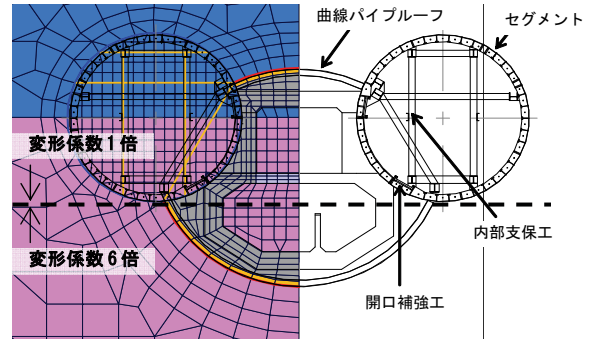 曲線パイプルーフ
セグメント
変形係数1倍
内部支保工
変形係数6倍
開口補強工